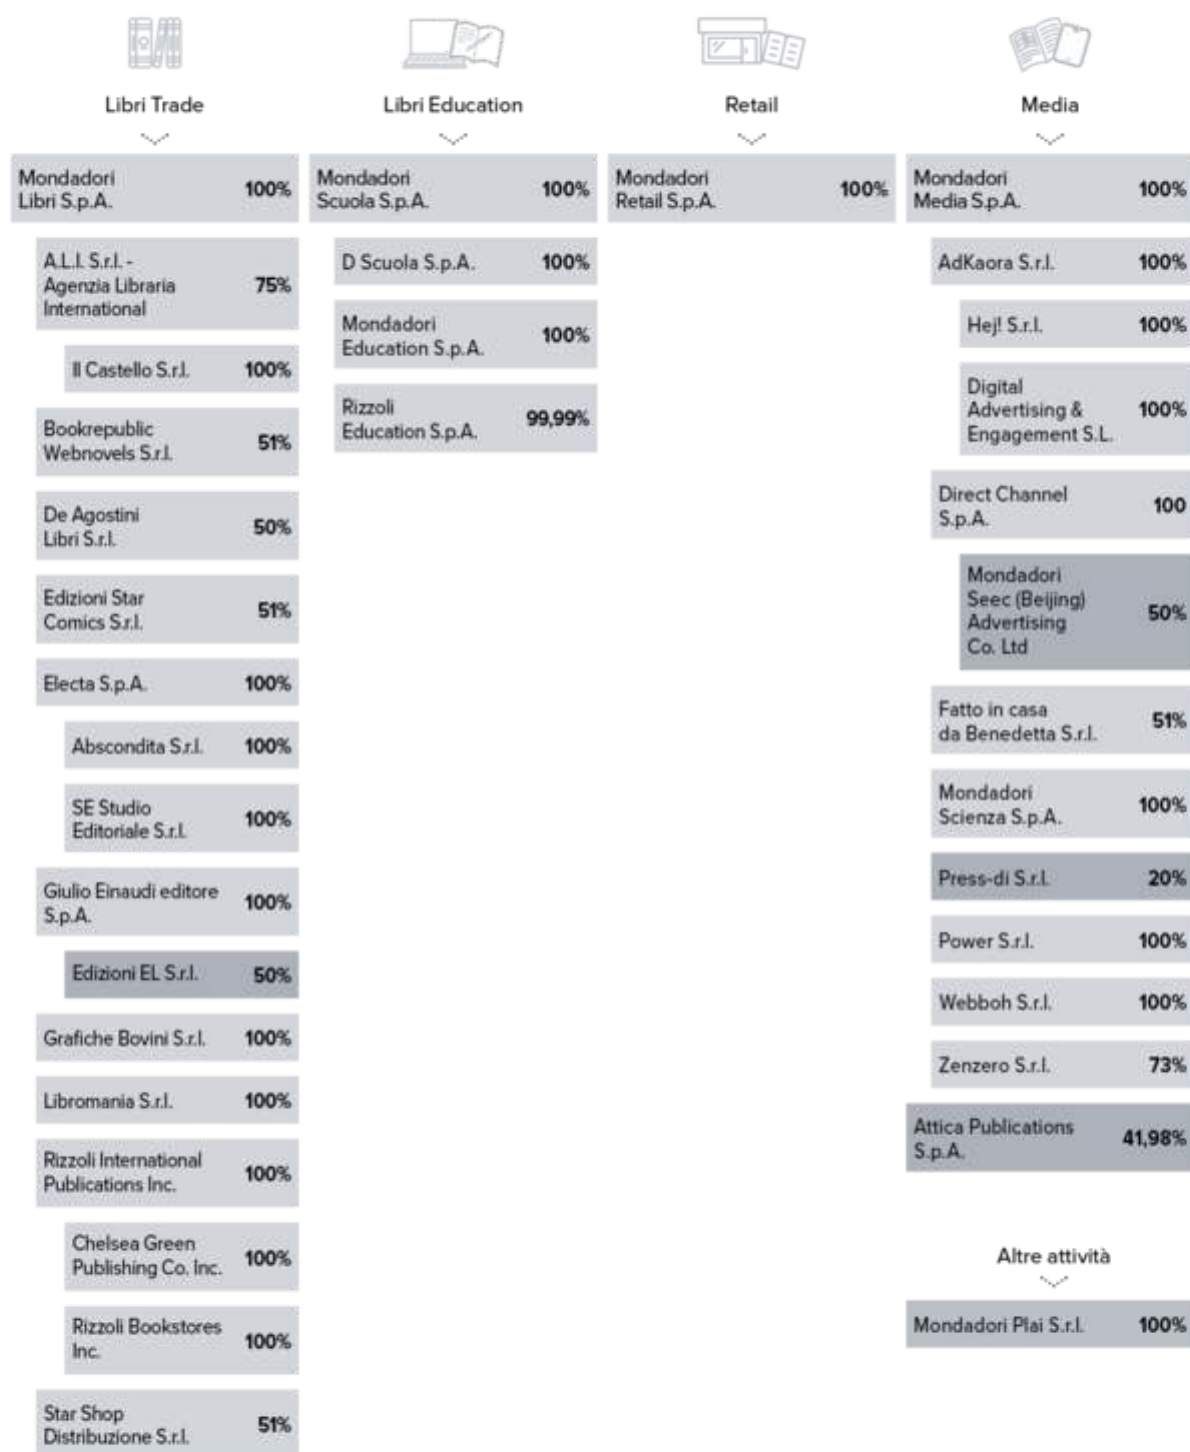 Libri Trade
Mondadori
Libri S.p.A.
100%
A.L.I. S.r.l. -
Agenzia Libraria
International
75%
Il Castello S.r.l.
100%
Bookrepublic
Webnovels S.r.l.
51%
De Agostini
Libri S.r.l.
50%
Edizioni Star
Comics S.r.l.
51%
Electa S.p.A.
100%
Abscondita S.r.l.
100%
SE Studio
Editoriale S.r.l.
100%
Giulio Einaudi editore
S.p.A.
100%
Edizioni EL S.r.l.
50%
Grafiche Bovini S.r.l.
100%
Libromania S.r.l.
100%
Rizzoli International
Publications Inc.
100%
Chelsea Green
Publishing Co. Inc.
100%
Rizzoli Bookstores
Inc.
100%
Star Shop
Distribuzione S.r.l.
51%
Libri Education
Mondadori
Scuola S.p.A.
100%
D Scuola S.p.A.
100%
Mondadori
Education S.p.A.
100%
Rizzoli
Education S.p.A.
99,99%
Retail
Mondadori
Retail S.p.A.
100%
Media
Mondadori
Media S.p.A.
100%
AdKaora S.r.l.
100%
Hej! S.r.l.
100%
Digital
Advertising &
Engagement S.L.
100%
Direct Channel
S.p.A.
100
Mondadori
Seec (Beijing)
Advertising
Co. Ltd
50%
Fatto in casa
da Benedetta S.r.l.
51%
Mondadori
Scienza S.p.A.
100%
Press-di S.r.l.
20%
Power S.r.l.
100%
Webboh S.r.l.
100%
Zenzero S.r.l.
73%
Attica Publications
S.p.A.
41,98%
Altre attività
Mondadori Plai S.r.l.
100%